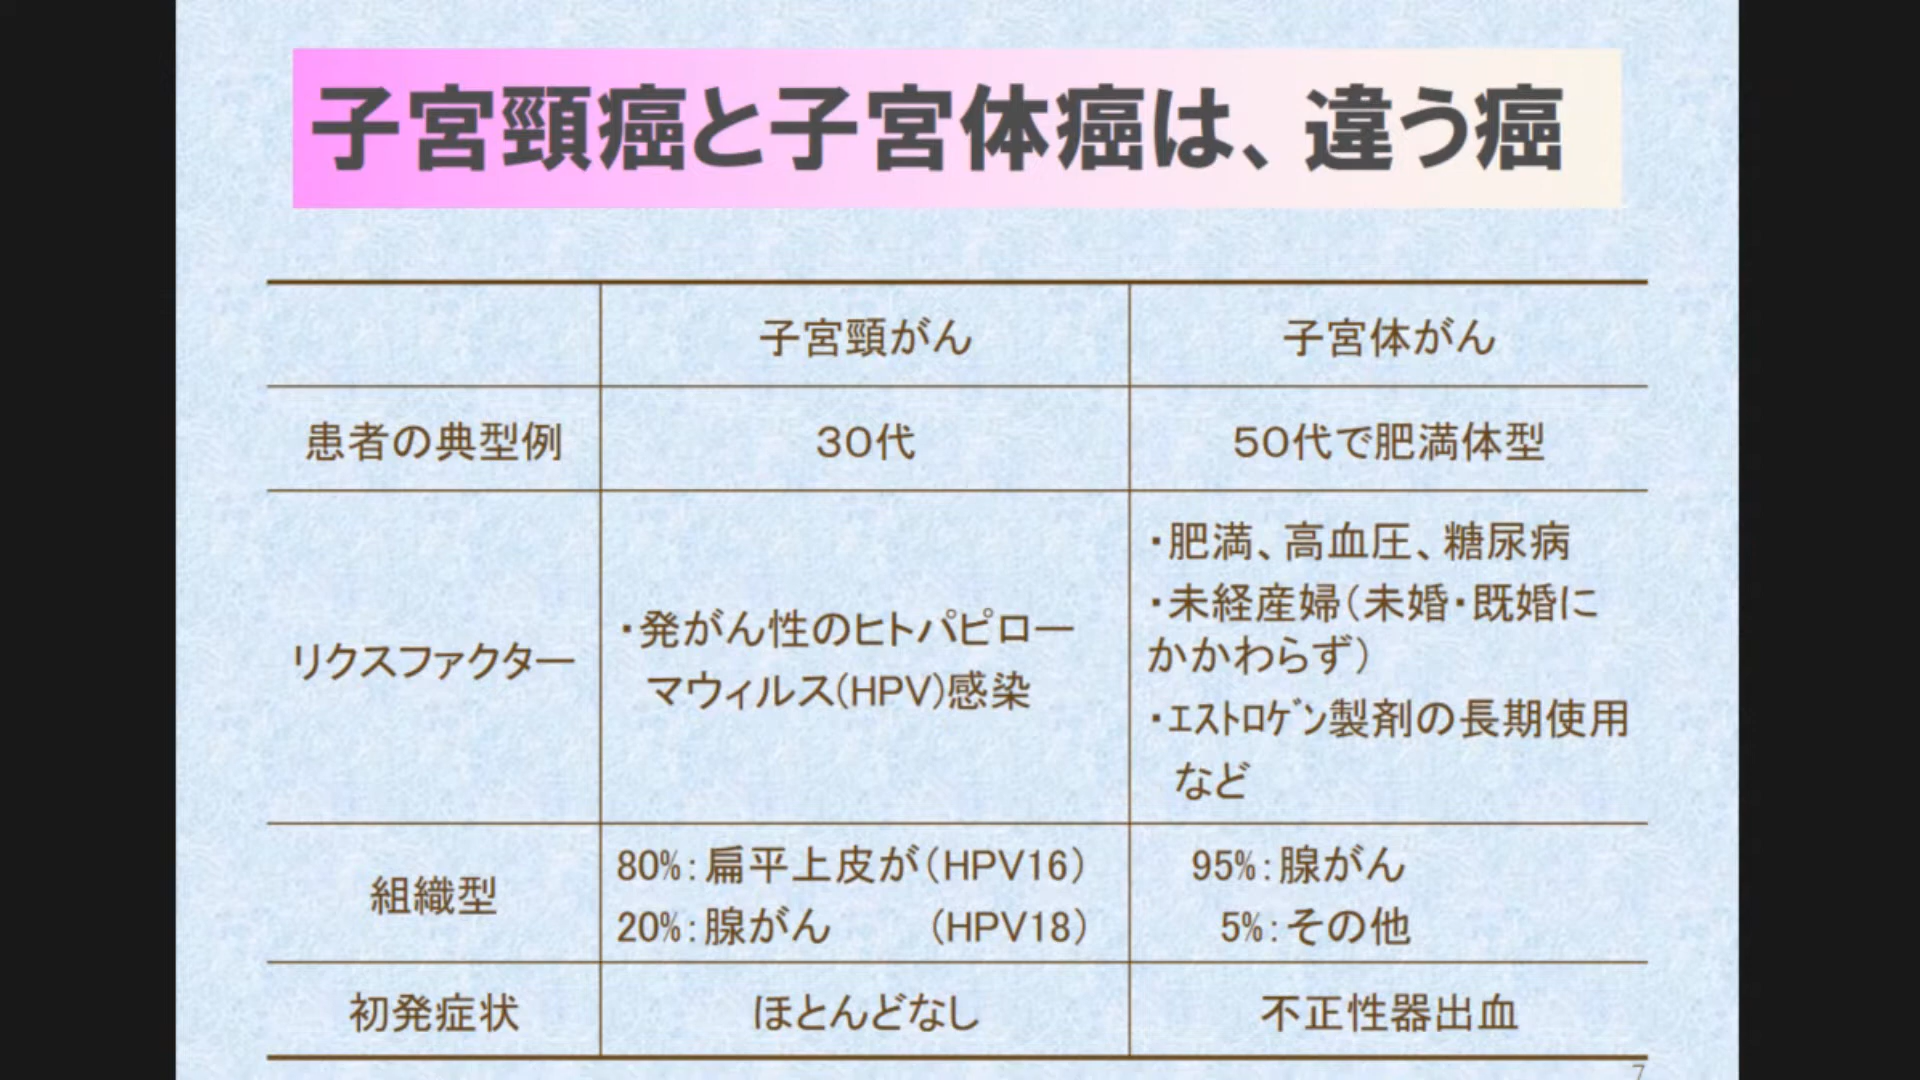 子宮頸癌と子宮体癌は、違う癌
子宮頸がん
子宮体がん
患者の典型例
30代
50代で肥満体型
リクスファクター
・発がん性のヒトパピロー
マウィルス(HPV)感染
・肥満、高血圧、糖尿病
・未経産婦(未婚・既婚に
かかわらず)
・ｴｽﾄﾛｹﾞﾝ製剤の長期使用
など
組織型
80%:扁平上皮が(HPV16)
20%:腺がん (HPV18)
95%:腺がん
5%:その他
初発症状
ほとんどなし
不正性器出血
7